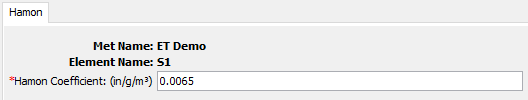 Hamon
Met Name: ET Demo
Element Name: S1
*Hamon Coefficient: (in/g/m³) 0.0065